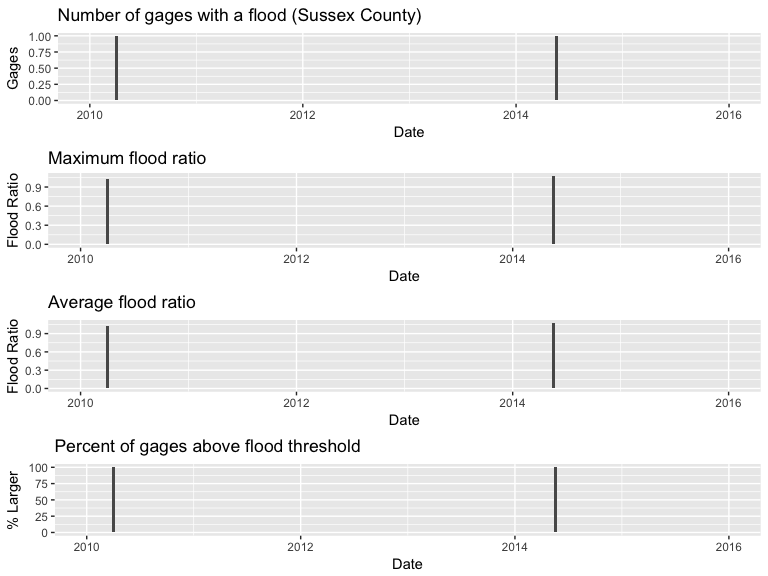 Number of gages with a flood (Sussex County)
Gages
1.00
0.75
0.50
0.25
0.00
2010 2012 2014 2016
Date
Maximum flood ratio
Flood Ratio
0.9
0.6
0.3
0.0
2010 2012 2014 2016
Date
Average flood ratio
Flood Ratio
0.9
0.6
0.3
0.0
2010 2012 2014 2016
Date
Percent of gages above flood threshold
% Larger
100
75
50
25
0
2010 2012 2014 2016
Date